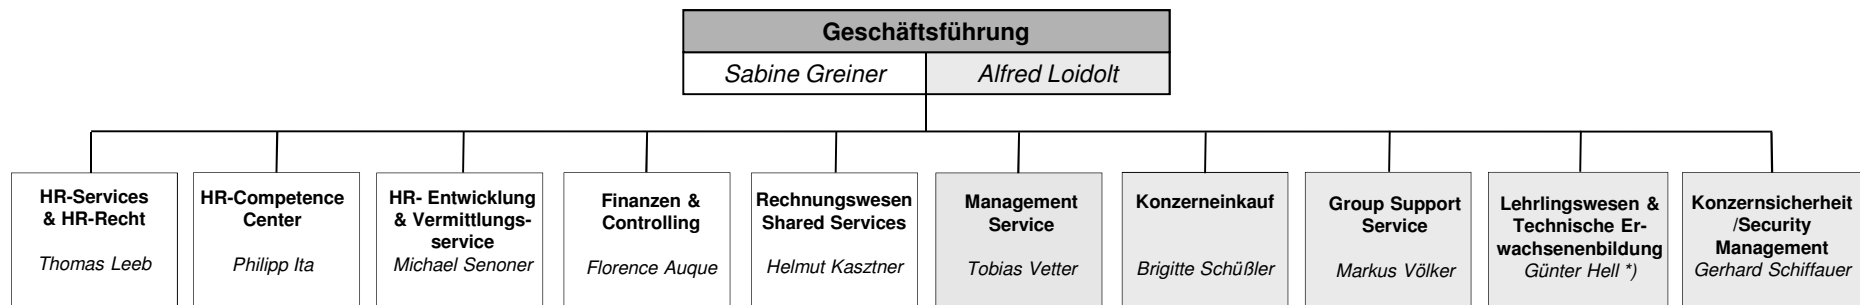 Geschäftsführung
Sabine Greiner
Alfred Loidolt
HR-Services
& HR-Recht
Thomas Leeb
HR-Competence
Center
Philipp Ita
HR- Entwicklung
& Vermittlungs-
service
Michael Senoner
Finanzen &
Controlling
Florence Auque
Rechnungswesen
Shared Services
Helmut Kasztner
Management
Service
Tobias Vetter
Konzerneinkauf
Brigitte Schüßler
Group Support
Service
Markus Völker
Lehrlingswesen &
Technische Er-
wachsenenbildung
Günter Hell *)
Konzernsicherheit
/Security
Management
Gerhard Schiffauer